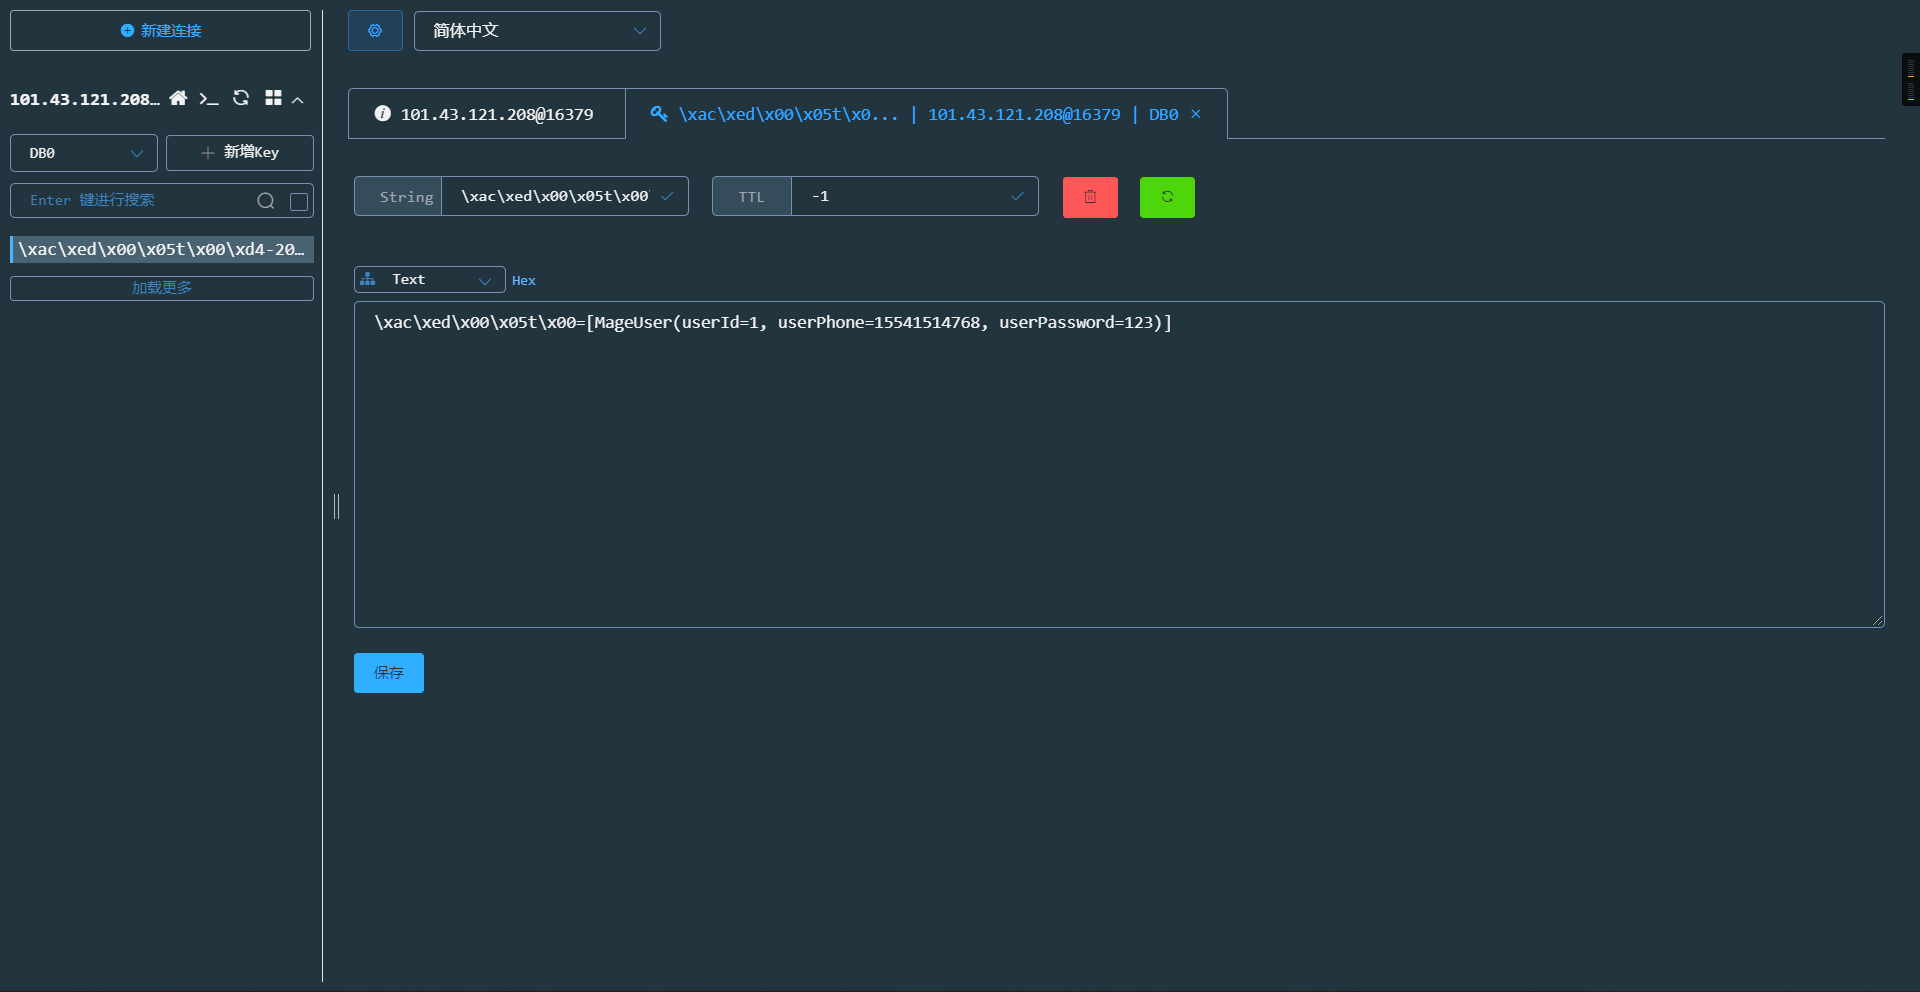 新建连接
简体中文
101.43.121.208…
101.43.121.208@16379
\xac\xed\x00\x05t\x0... | 101.43.121.208@16379 | DB0
DB0
新增Key
Enter 键进行搜索
\xac\xed\x00\x05t\x00\xd4-20…
加载更多
String
\xac\xed\x00\x05t\x00
TTL
-1
Text
Hex
\xac\xed\x00\x05t\x00=[MageUser(userId=1, userPhone=15541514768, userPassword=123)]
保存